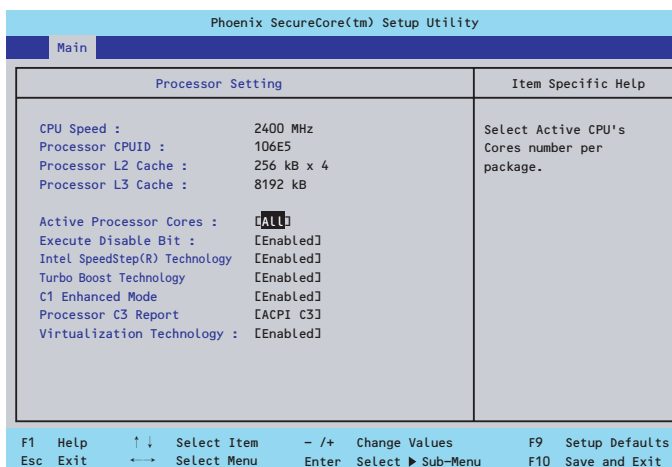 Phoenix SecureCore(tm) Setup Utility
Main
Processor Setting
Item Specific Help
CPU Speed : 2400 MHz
Processor CPUID : 106E5
Processor L2 Cache : 256 kB x 4
Processor L3 Cache : 8192 kB
Active Processor Cores : [All]
Execute Disable Bit : [Enabled]
Intel SpeedStep(R) Technology [Enabled]
Turbo Boost Technology [Enabled]
C1 Enhanced Mode [Enabled]
Processor C3 Report [ACPI C3]
Virtualization Technology : [Enabled]
Select Active CPU's
Cores number per
package.
F1 Help ↑↓ Select Item - /+ Change Values F9 Setup Defaults
Esc Exit ←→ Select Menu Enter Select ▶ Sub-Menu F10 Save and Exit